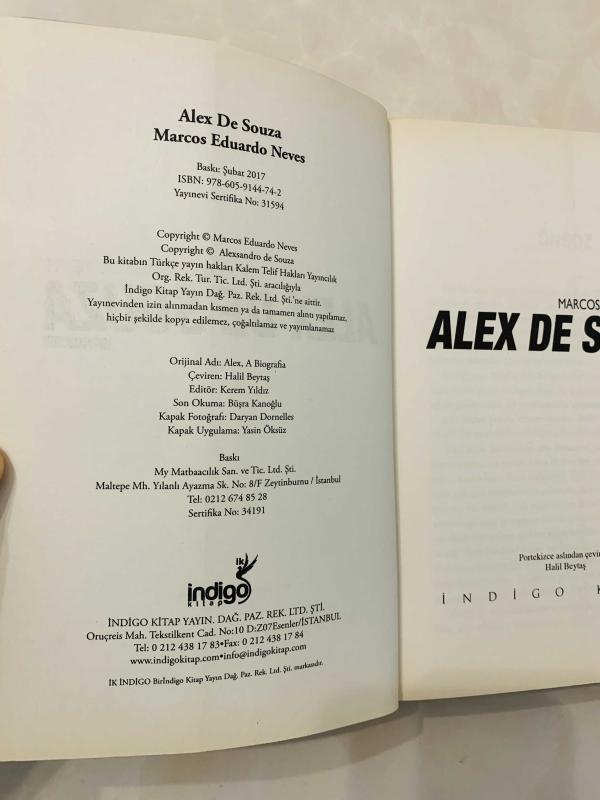 Alex De Souza
Marcos Eduardo Neves
Baskı: Şubat 2017
ISBN: 978-605-9144-74-2
Yayınevi Sertifika No: 31594
Copyright © Marcos Eduardo Neves
Copyright © Alexsandro de Souza
Bu kitabın Türkçe yayın hakları Kalem Telif Hakları Yayıncılık
Org. Rek. Tur. Tic. Ltd. Şti. aracılığıyla
İndigo Kitap Yayın Dağ. Paz. Rek. Ltd. Şti.'ne aittir.
Yayınevinden izin alınmadan kısmen ya da tamamen alıntı yapılamaz,
hiçbir şekilde kopya edilemez, çoğaltılamaz ve yayımlanamaz
Orijinal Adı: Alex, A Biografia
Çeviren: Halil Beytaş
Editör: Kerem Yıldız
Son Okuma: Büşra Kanoğlu
Kapak Fotoğrafı: Daryan Dornelles
Kapak Uygulama: Yasin Öksüz
Baskı
My Matbaacılık San. ve Tic. Ltd. Şti.
Maltepe Mh. Yılanlı Ayazma Sk. No: 8/F Zeytinburnu / İstanbul
Tel: 0212 674 85 28
Sertifika No: 34191
ik
indigo
kitap
İNDİGO KİTAP YAYIN. DAĞ. PAZ. REK. LTD. ŞTİ.
Oruçreis Mah. Tekstilkent Cad. No:10 D:Z07Esenler/İSTANBUL
Tel: 0 212 438 17 83•Fax: 0 212 438 17 84
www.indigokitap.com•info@indigokitap.com
İK İNDİGO Birİndigo Kitap Yayın Dağ. Paz. Rek. Ltd. Şti. markasıdır.
MARCOS
ALEX DE S
Portekizce aslından çevi
Halil Beytaş
İNDİGO K